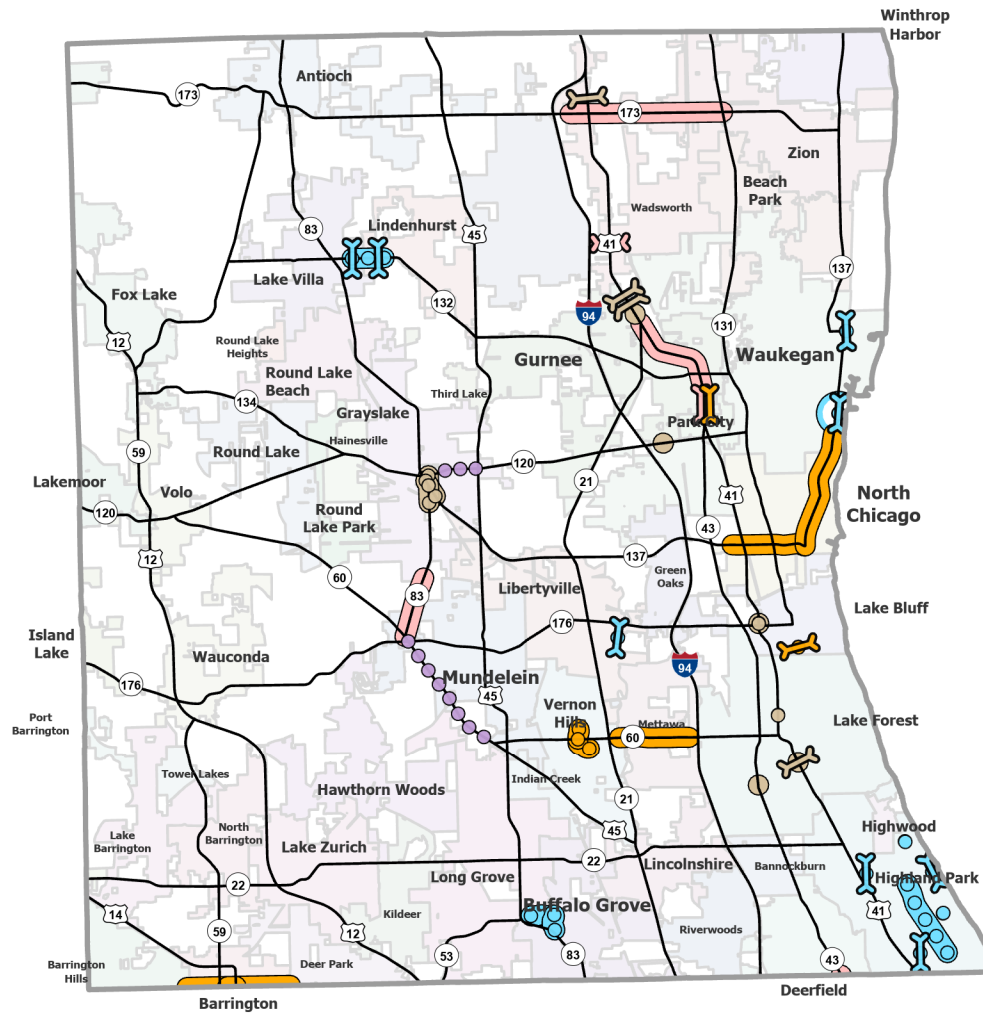 Winthrop
Harbor
Antioch
173
173
Zion
Beach
Park
Wadsworth
83
Lindenhurst
45
41
137
Lake Villa
Fox Lake
132
94
131
12
Round Lake
Heights
Gurnee
Waukegan
Round Lake
Beach
134
Third Lake
Grayslake
Park City
Hainesville
59
Round Lake
120
Lakemoor
Volo
21
41
North
Chicago
120
Round
Lake Park
43
12
137
60
Green
Oaks
83
Libertyville
Lake Bluff
176
Island
Lake
Wauconda
94
Mundelein
176
45
Port
Barrington
Vernon
Hills
Mettawa
Lake Forest
60
Tower Lakes
Indian Creek
Hawthorn Woods
21
Lake
Barrington
North
Barrington
45
Highwood
Lake Zurich
22
Lincolnshire
Bannockburn
Long Grove
Highland Park
22
14
Kildeer
Buffalo Grove
41
59
12
Riverwoods
53
83
43
Barrington
Hills
Deer Park
Barrington
Deerfield